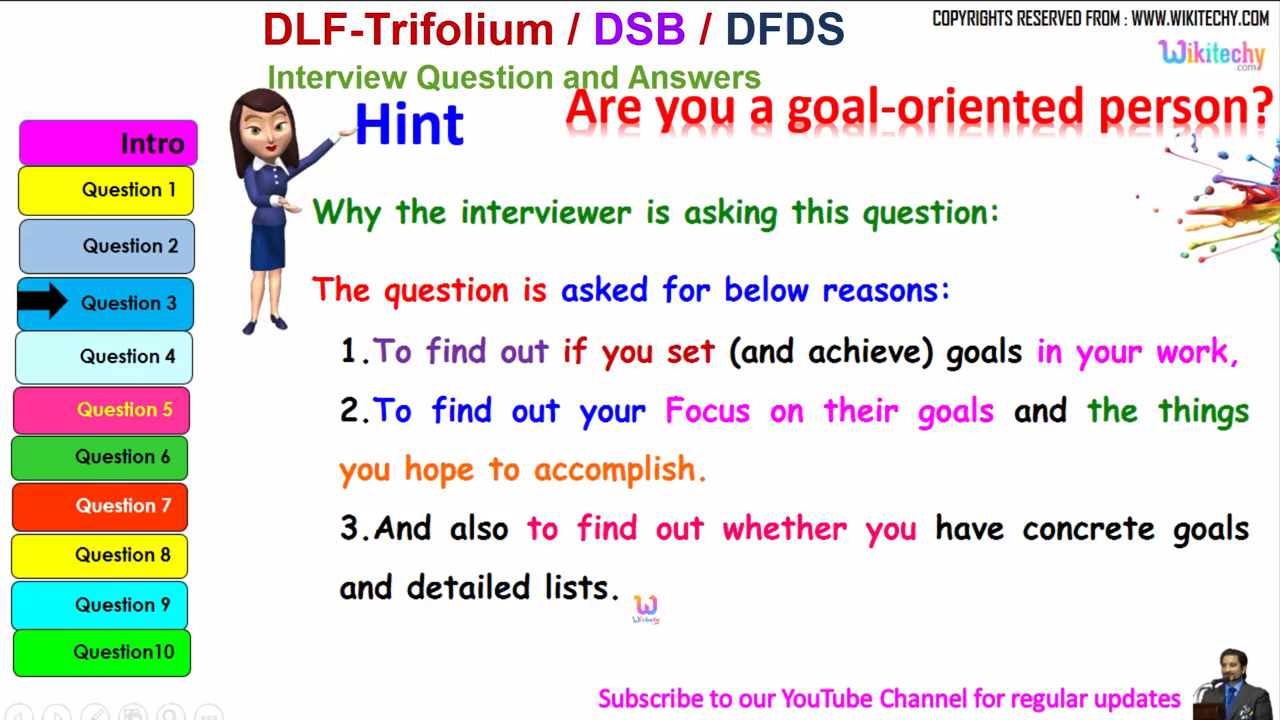 DLF-Trifolium / DSB / DFDS
COPYRIGHTS RESERVED FROM : WWW.WIKITECHY.COM
Wikitechy
.com
Interview Question and Answers
Hint
Are you a goal-oriented person?
Intro
Question 1
Question 2
Question 3
Question 4
Question 5
Question 6
Question 7
Question 8
Question 9
Question10
Why the interviewer is asking this question:
The question is asked for below reasons:
1.To find out if you set (and achieve) goals in your work,
2.To find out your Focus on their goals and the things
you hope to accomplish.
3.And also to find out whether you have concrete goals
and detailed lists.
Wikitechy
Subscribe to our YouTube Channel for regular updates